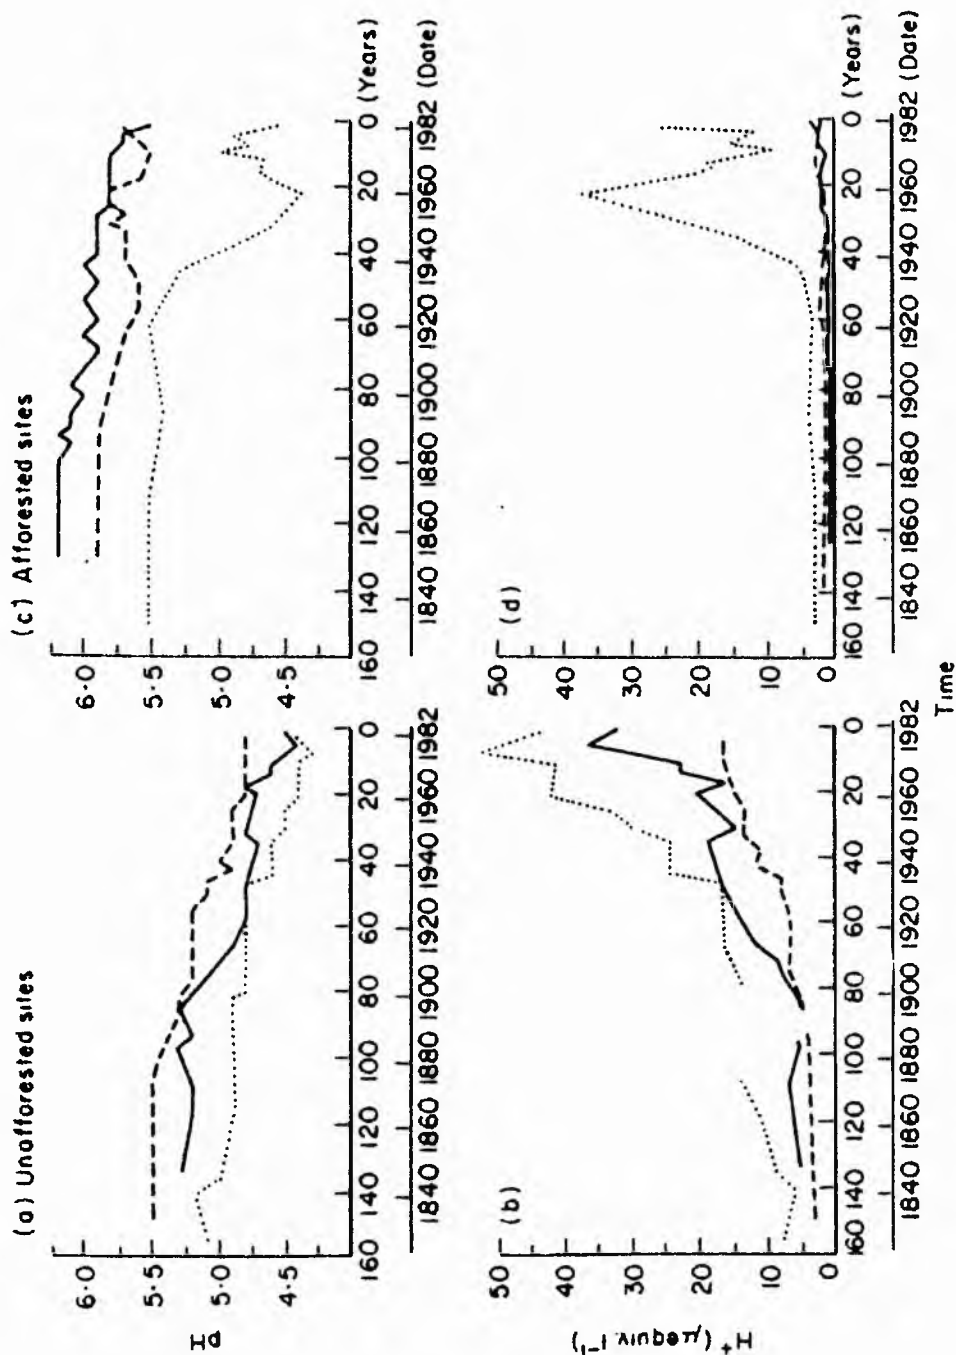 (a) Unafforested sites
pH
6·0
5·5
5·0
4·5
160 140 120 100 80 60 40 20 0 (Years)
1840 1860 1880 1900 1920 1940 1960 1982 (Date)
(c) Afforested sites
6·0
5·5
5·0
4·5
160 140 120 100 80 60 40 20 0 (Years)
1840 1860 1880 1900 1920 1940 1960 1982 (Date)
(b)
H⁺ (μequiv. l⁻¹)
50
40
30
20
10
0
160 140 120 100 80 60 40 20 0
1840 1860 1880 1900 1920 1940 1960 1982
(d)
50
40
30
20
10
0
160 140 120 100 80 60 40 20 0 (Years)
1840 1860 1880 1900 1920 1940 1960 1982 (Date)
Time